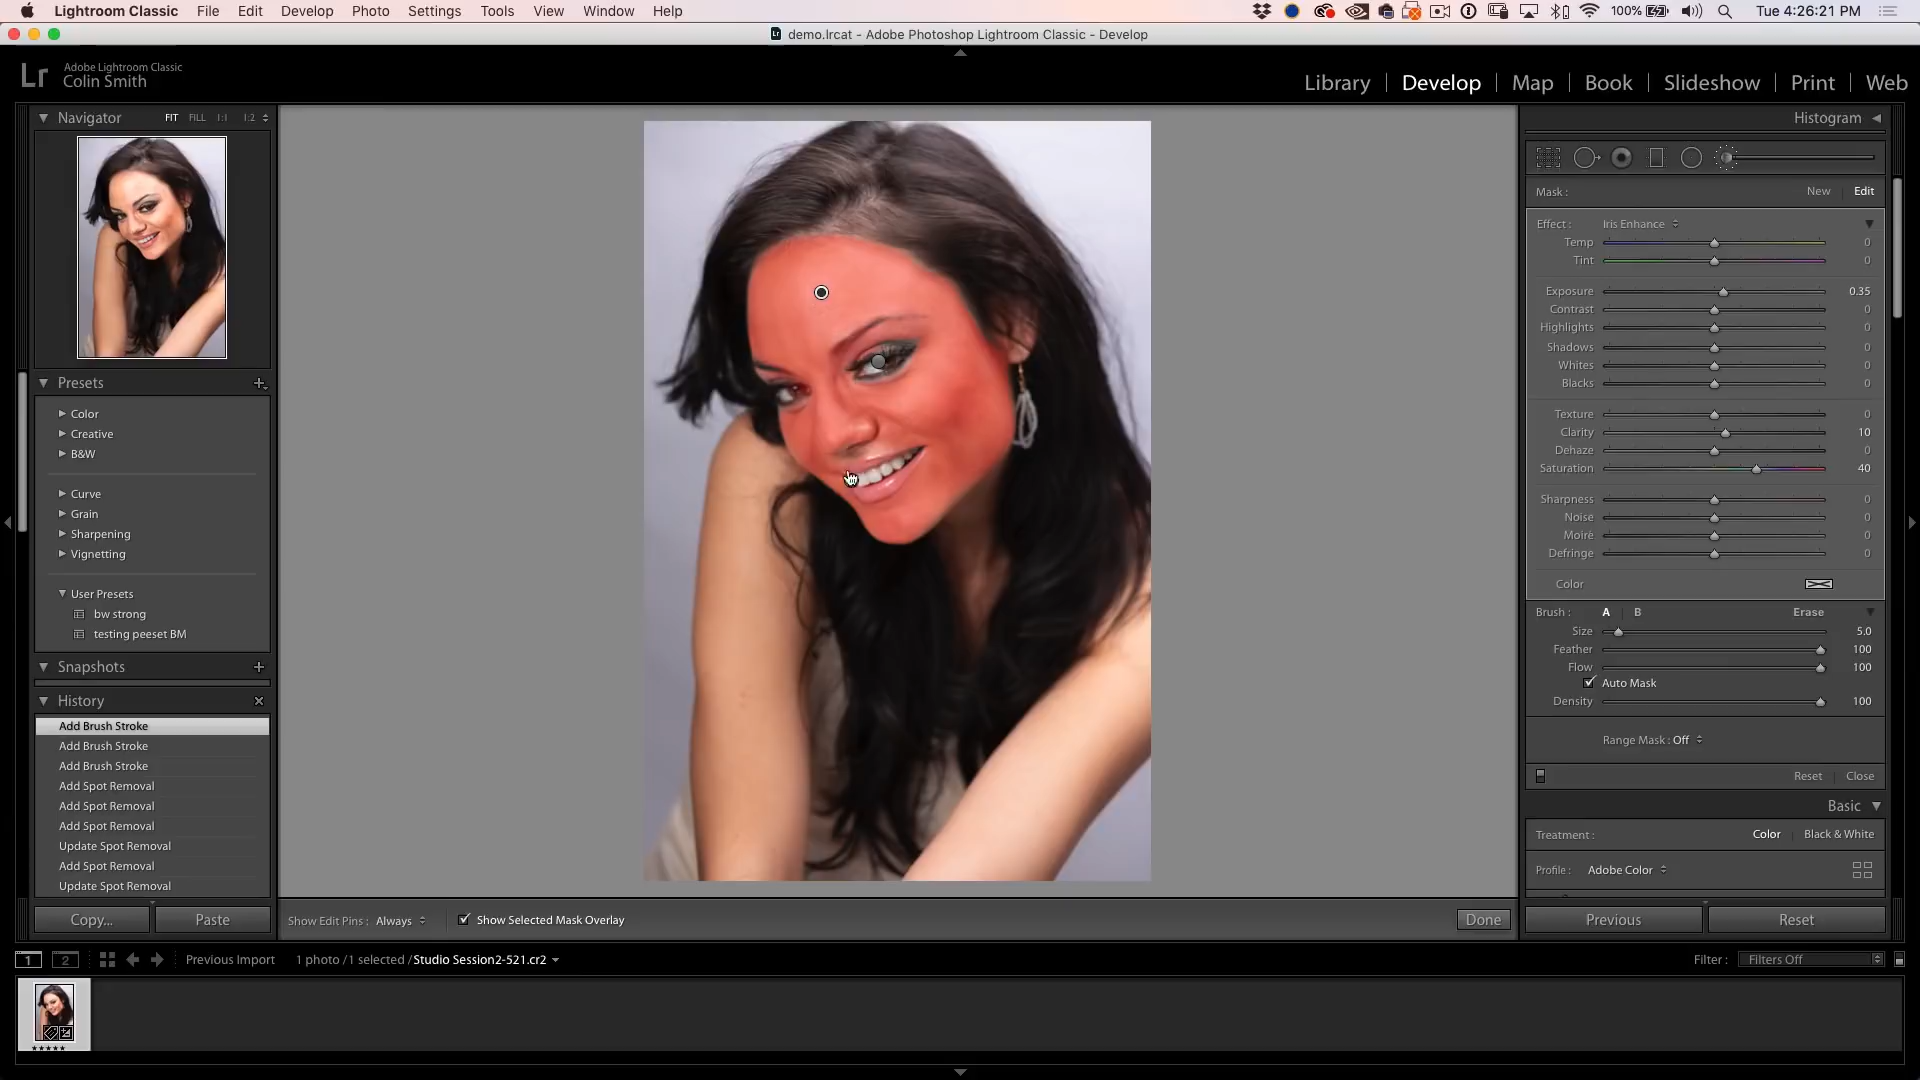 Lightroom Classic File Edit Develop Photo Settings Tools View Window Help 100% Tue 4:26:21 PM
Lr demo.lrcat - Adobe Photoshop Lightroom Classic - Develop
Lr Adobe Lightroom Classic
Colin Smith
Library | Develop | Map | Book | Slideshow | Print | Web
Navigator FIT FILL 1:1 1:2
Presets +
Color
Creative
B&W
Curve
Grain
Sharpening
Vignetting
User Presets
bw strong
testing peeset BM
Snapshots +
History ×
Add Brush Stroke
Add Brush Stroke
Add Brush Stroke
Add Spot Removal
Add Spot Removal
Add Spot Removal
Update Spot Removal
Add Spot Removal
Update Spot Removal
Copy... Paste
Show Edit Pins : Always Show Selected Mask Overlay Done
Histogram
Mask : New Edit
Effect : Iris Enhance
Temp 0
Tint 0
Exposure 0.35
Contrast 0
Highlights 0
Shadows 0
Whites 0
Blacks 0
Texture 0
Clarity 10
Dehaze 0
Saturation 40
Sharpness 0
Noise 0
Moiré 0
Defringe 0
Color
Brush : A | B Erase
Size 5.0
Feather 100
Flow 100
Auto Mask
Density 100
Range Mask : Off
Reset Close
Basic
Treatment : Color Black & White
Profile : Adobe Color
Previous Reset
1 2 Previous Import 1 photo / 1 selected / Studio Session2-521.cr2 Filter : Filters Off